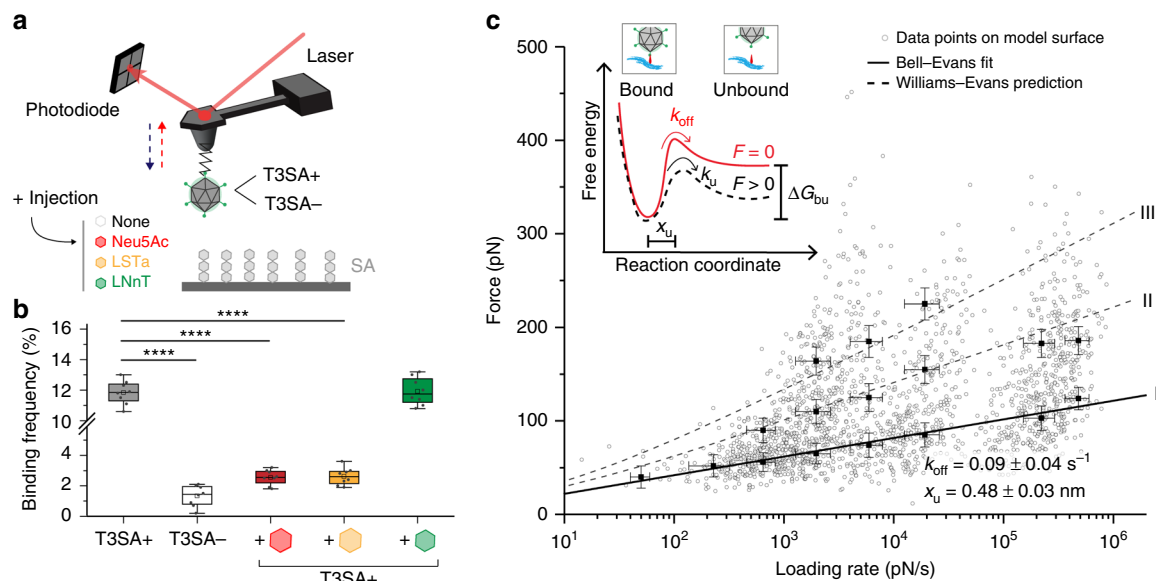 a
Laser
Photodiode
T3SA+
T3SA–
+ Injection
None
Neu5Ac
LSTa
LNnT
SA
b
Binding frequency (%)
16
14
12
10
4
2
0
****
****
****
T3SA+
T3SA–
+
+
+
T3SA+
c
Force (pN)
500
400
300
200
100
0
Data points on model surface
Bell–Evans fit
Williams–Evans prediction
Bound
Unbound
Free energy
koff
F = 0
ku
F > 0
ΔGbu
xu
Reaction coordinate
III
II
I
koff = 0.09 ± 0.04 s⁻¹
xu = 0.48 ± 0.03 nm
10¹
10²
10³
10⁴
10⁵
10⁶
Loading rate (pN/s)